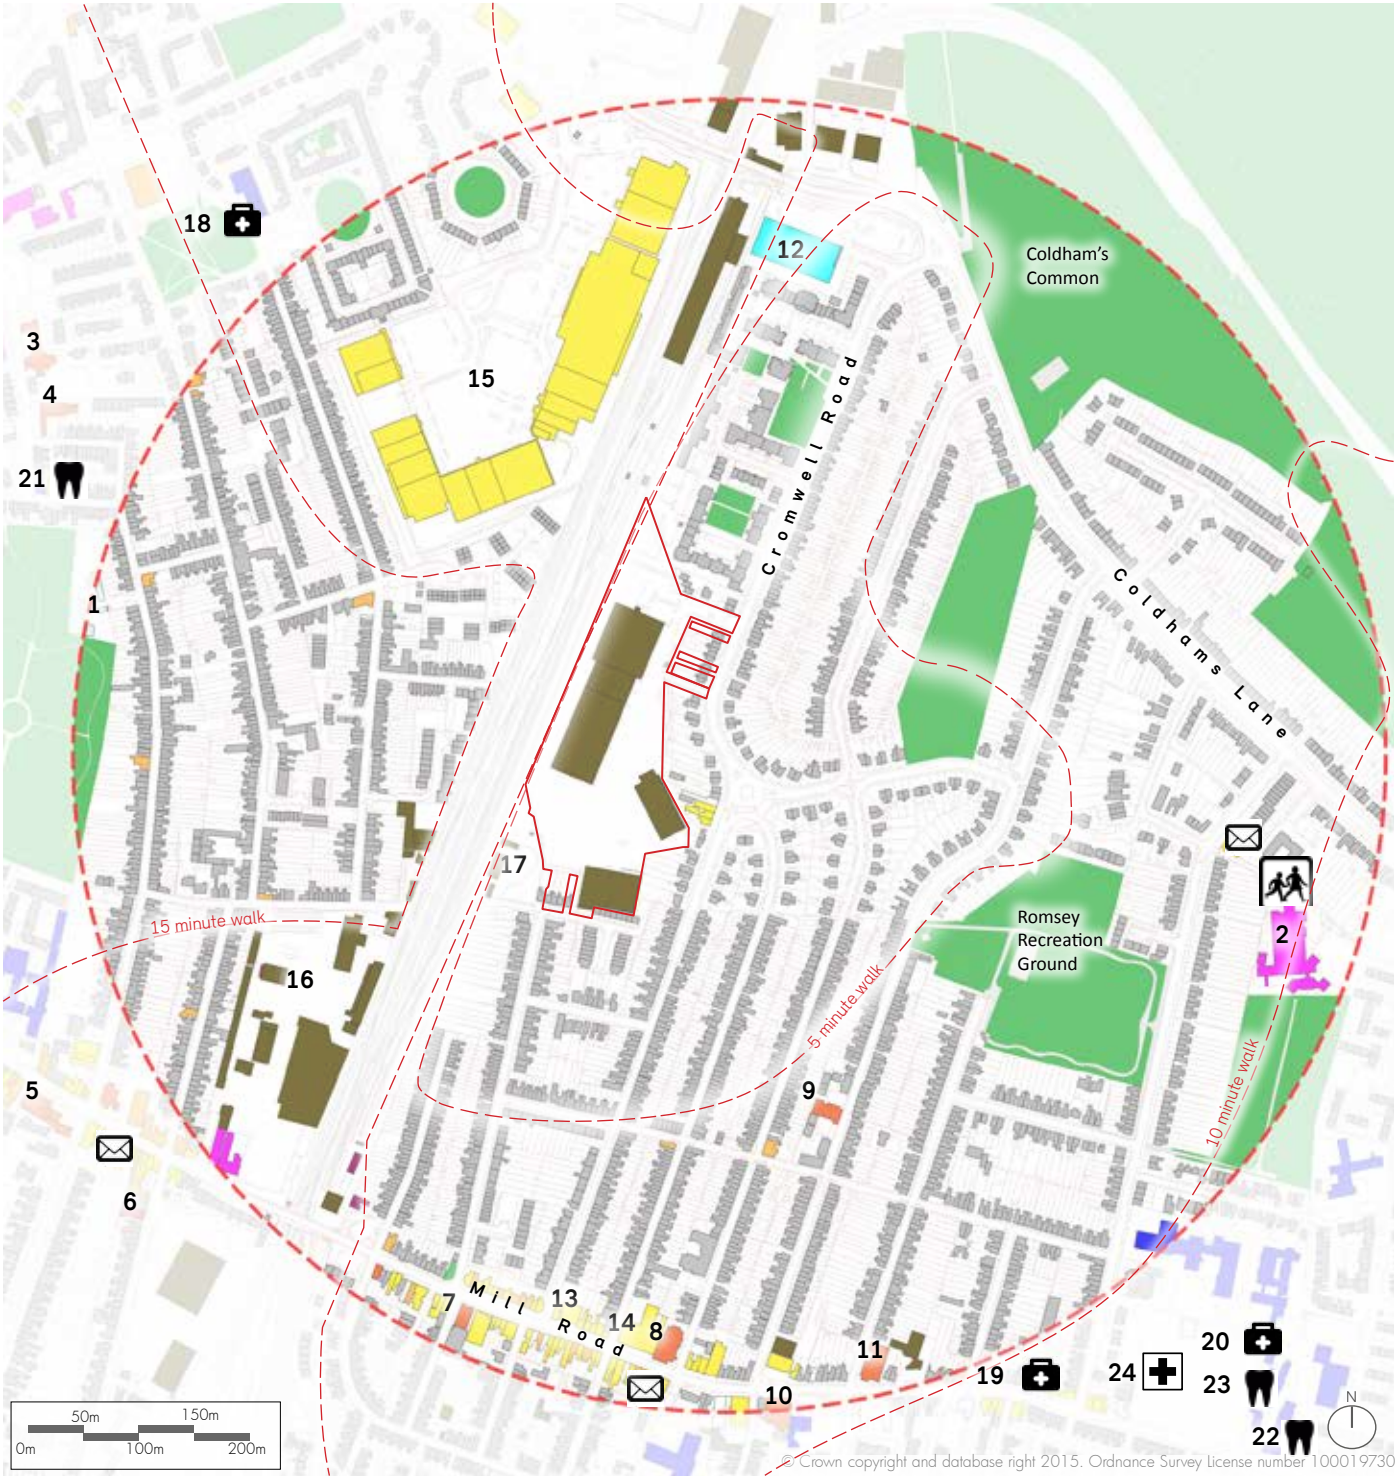 18
12
Coldham's
Common
3
4
15
21
Cromwell Road
1
Coldhams Lane
17
15 minute walk
2
Romsey
Recreation
Ground
16
5 minute walk
5
9
10 minute walk
6
7
Mill Road
13
14
8
11
10
19
24
20
23
22
N
50m
150m
0m
100m
200m
© Crown copyright and database right 2015. Ordnance Survey License number 100019730